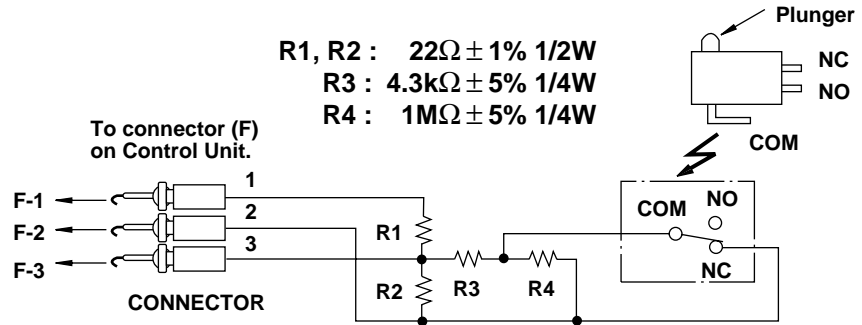 Plunger
R1, R2 : 22Ω ± 1% 1/2W
NC
R3 : 4.3kΩ ± 5% 1/4W
NO
R4 : 1MΩ ± 5% 1/4W
To connector (F)
on Control Unit.
COM
1
F-1
NO
2
COM
F-2
R1
3
F-3
NC
R2
R3
R4
CONNECTOR